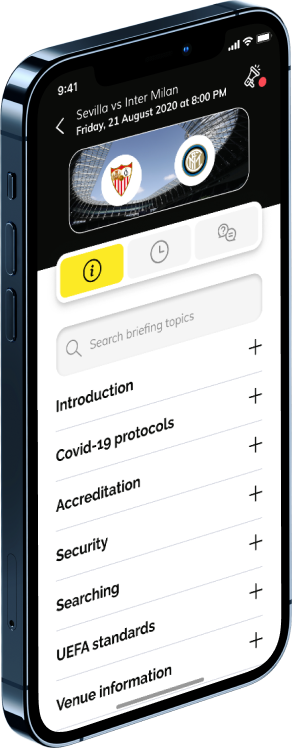 9:41
Sevilla vs Inter Milan
Friday, 21 August 2020 at 8:00 PM
Search briefing topics
Introduction
Covid-19 protocols
Accreditation
Security
Searching
UEFA standards
Venue information